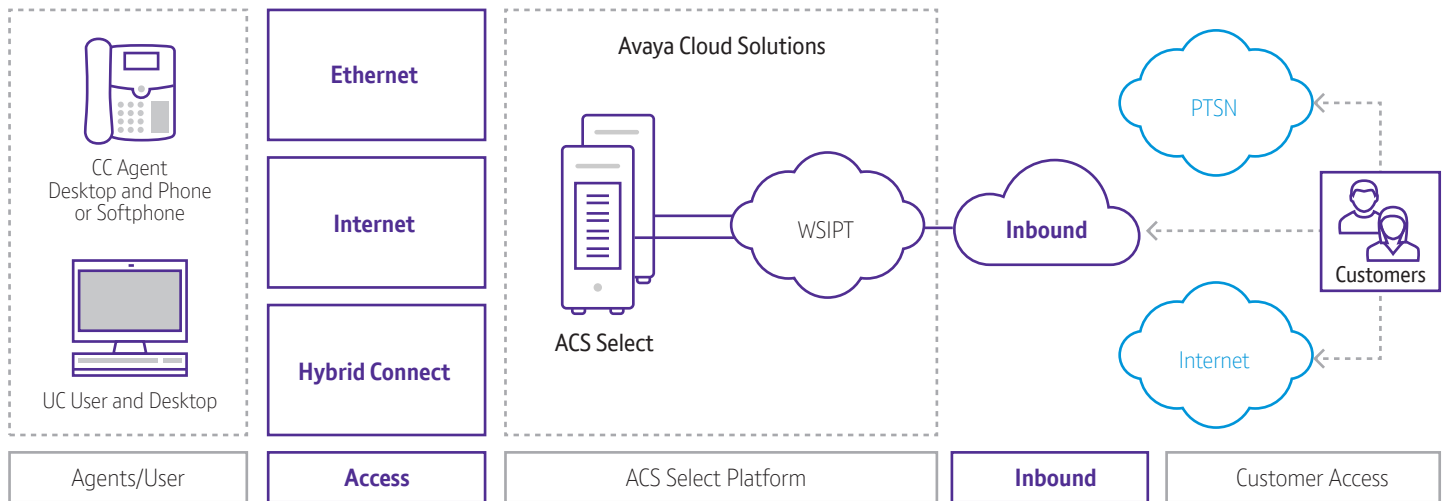 CC Agent
Desktop and Phone
or Softphone
UC User and Desktop
Agents/User
Ethernet
Internet
Hybrid Connect
Access
Avaya Cloud Solutions
ACS Select
WSIPT
ACS Select Platform
Inbound
Inbound
PTSN
Internet
Customers
Customer Access